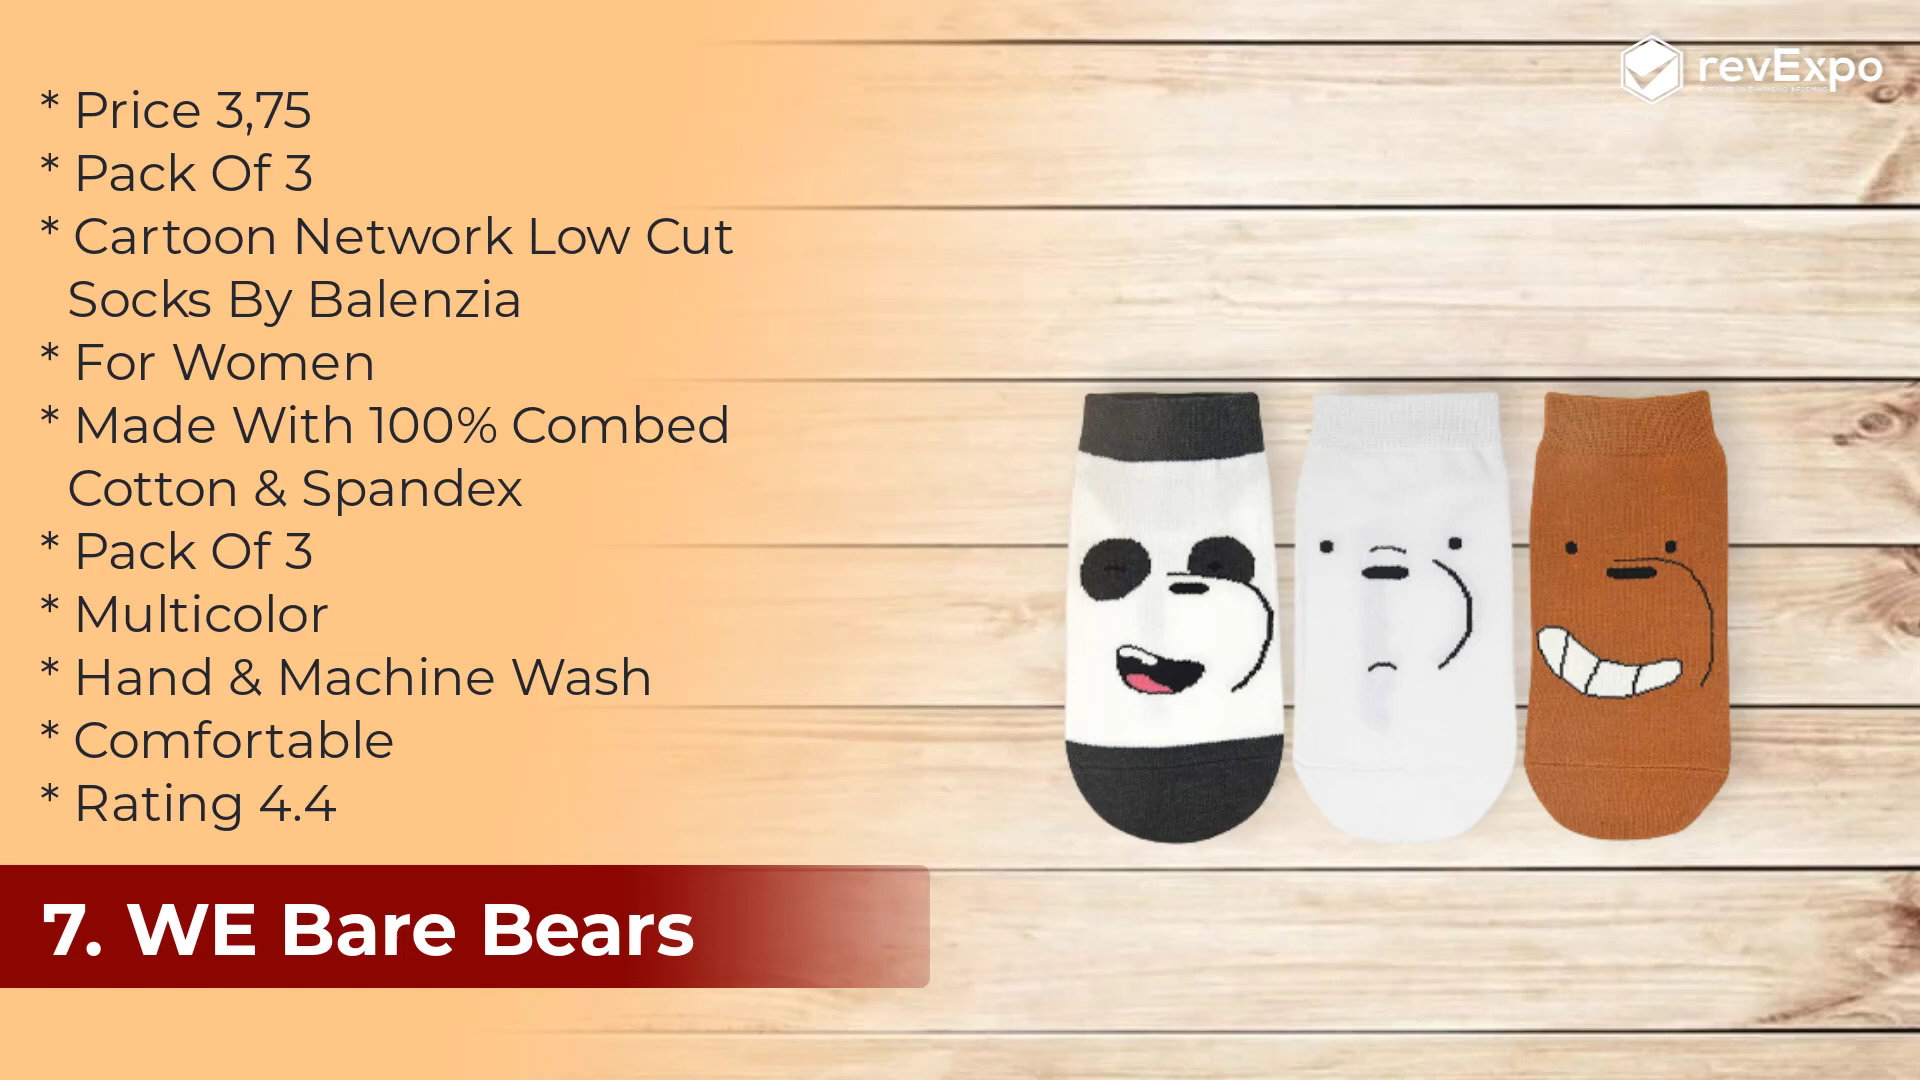 revExpo
* Price 3,75
* Pack Of 3
* Cartoon Network Low Cut
Socks By Balenzia
* For Women
* Made With 100% Combed
Cotton & Spandex
* Pack Of 3
* Multicolor
* Hand & Machine Wash
* Comfortable
* Rating 4.4
7. WE Bare Bears